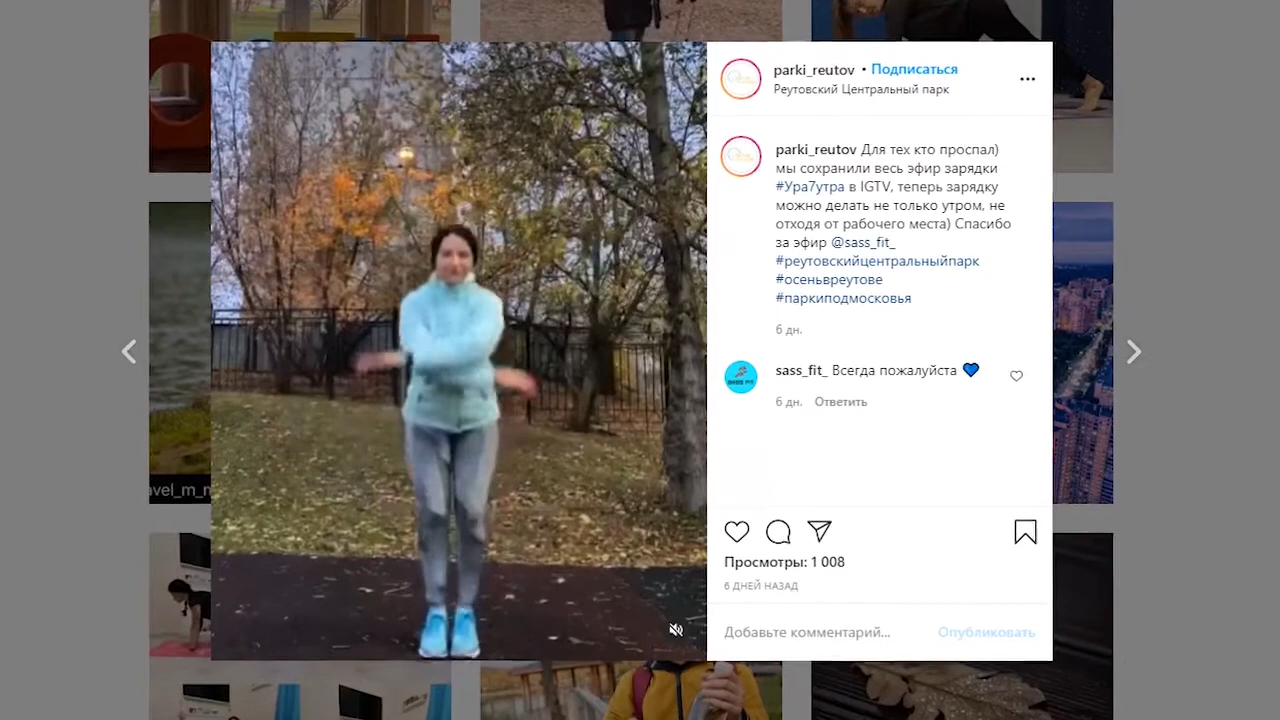 parki_reutov • Подписаться
Реутовский Центральный парк
parki_reutov Для тех кто проспал)
мы сохранили весь эфир зарядки
#Ура7утра в IGTV, теперь зарядку
можно делать не только утром, не
отходя от рабочего места) Спасибо
за эфир @sass_fit_
#реутовскийцентральныйпарк
#осеньвреутове
#паркиподмосковья
6 дн.
sass_fit_ Всегда пожалуйста 💙
6 дн. Ответить
Просмотры: 1 008
6 ДНЕЙ НАЗАД
Добавьте комментарий... Опубликовать